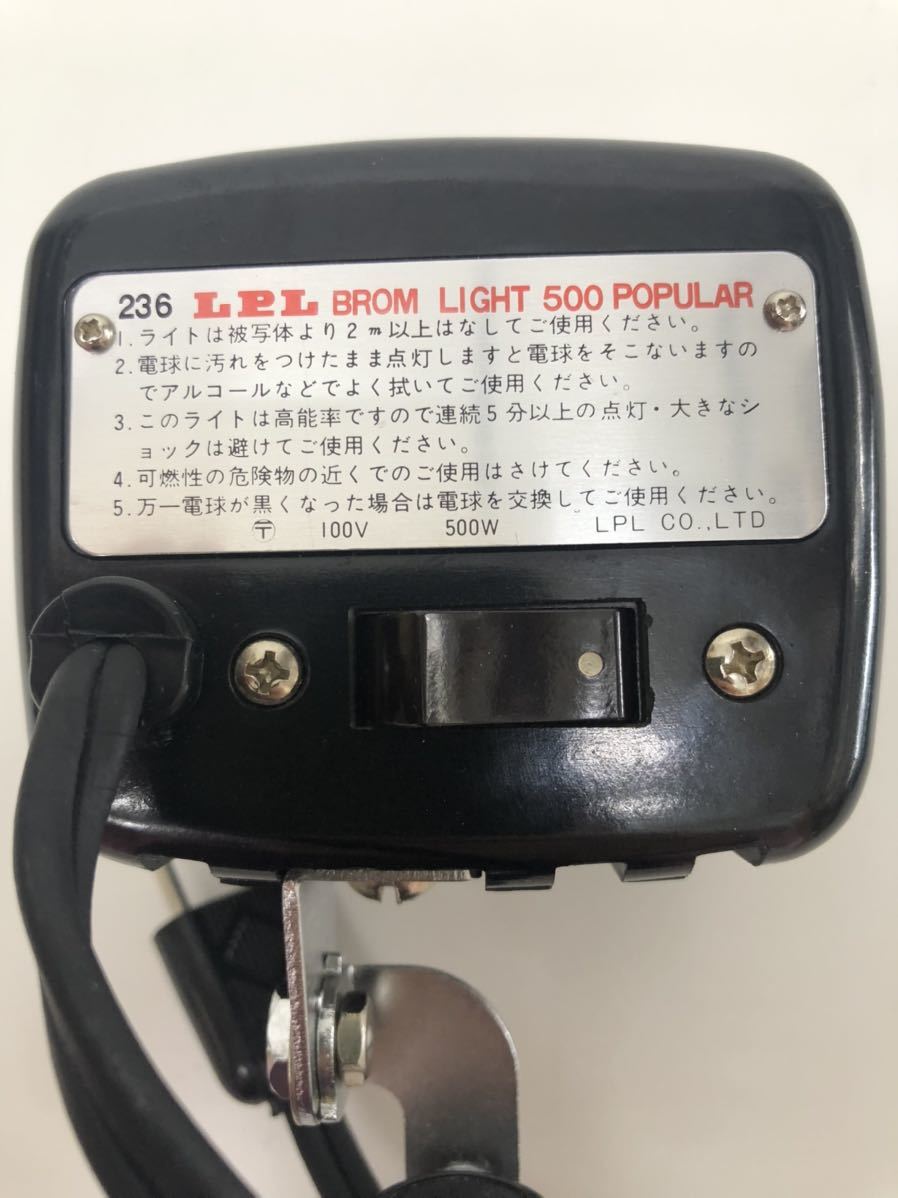 236 LPL BROM LIGHT 500 POPULAR
1. ライトは被写体より2m以上はなしてご使用ください。
2. 電球に汚れをつけたまま点灯しますと電球をそこないますの
でアルコールなどでよく拭いてご使用ください。
3. このライトは高能率ですので連続5分以上の点灯・大きなシ
ョックは避けてご使用ください。
4. 可燃性の危険物の近くでのご使用はさけてください。
5. 万一電球が黒くなった場合は電球を交換してご使用ください。
〶 100V 500W LPL CO.,LTD